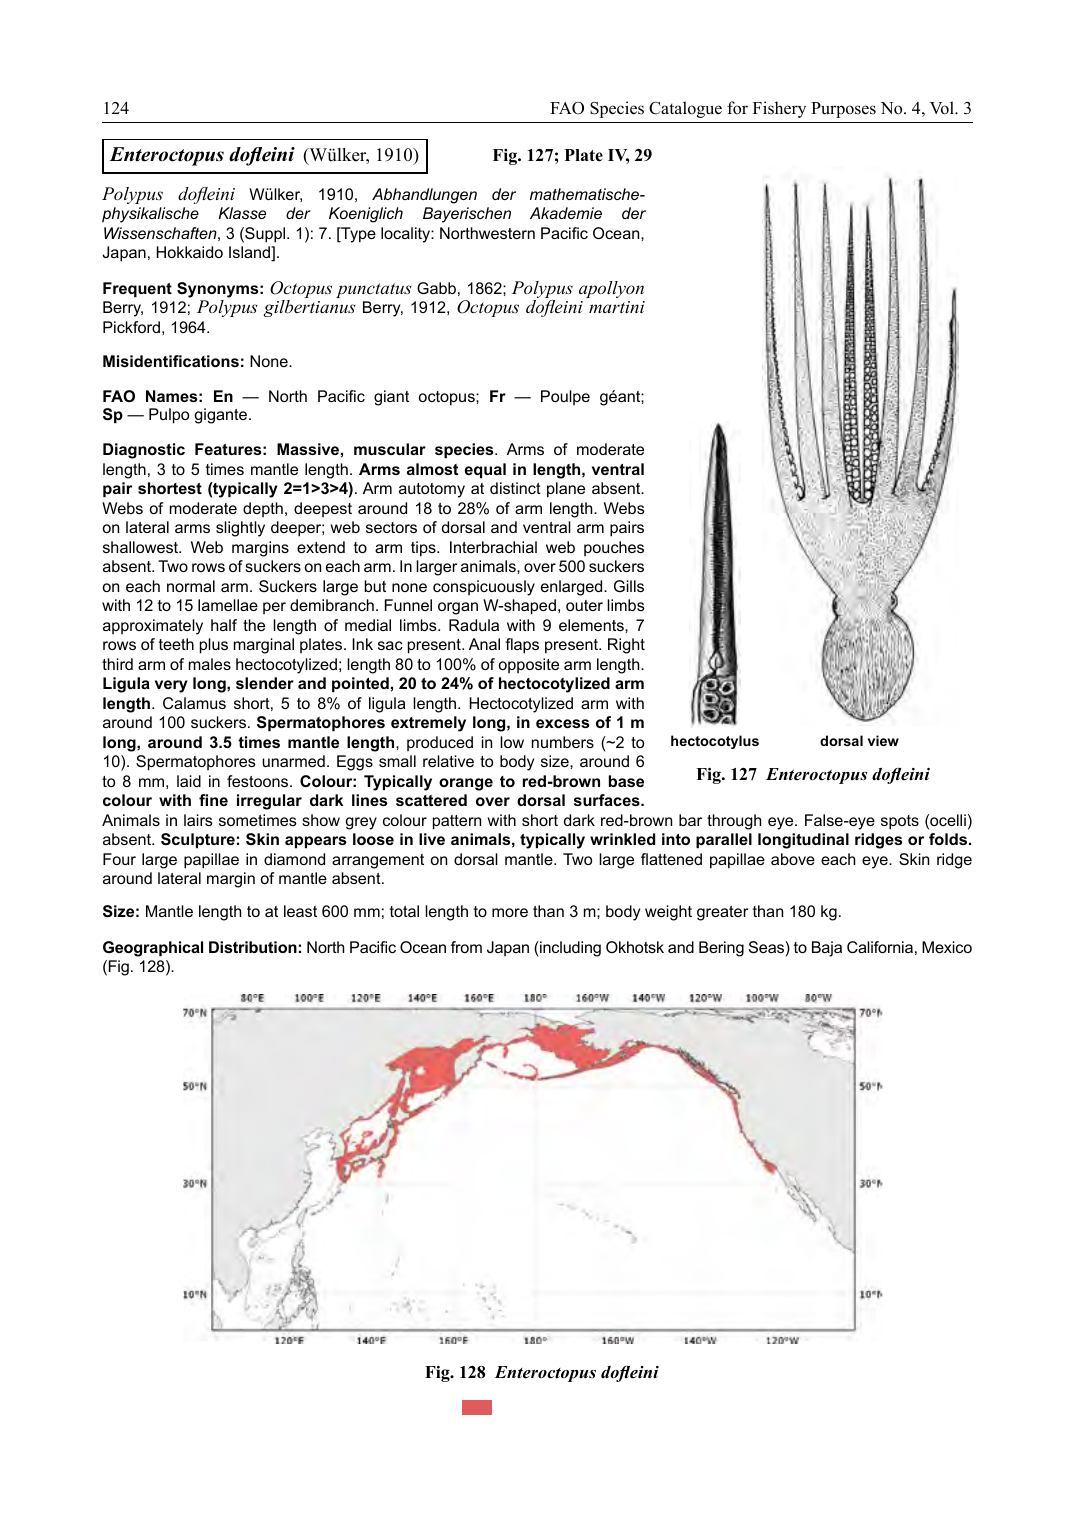 124
FAO Species Catalogue for Fishery Purposes No. 4, Vol. 3
Enteroctopus dofleini (Wülker, 1910)
Fig. 127; Plate IV, 29
Polypus dofleini Wülker, 1910, Abhandlungen der mathematische-
physikalische Klasse der Koeniglich Bayerischen Akademie der
Wissenschaften, 3 (Suppl. 1): 7. [Type locality: Northwestern Pacific Ocean,
Japan, Hokkaido Island].
Frequent Synonyms: Octopus punctatus Gabb, 1862; Polypus apollyon
Berry, 1912; Polypus gilbertianus Berry, 1912, Octopus dofleini martini
Pickford, 1964.
Misidentifications: None.
FAO Names: En — North Pacific giant octopus; Fr — Poulpe géant;
Sp — Pulpo gigante.
Diagnostic Features: Massive, muscular species. Arms of moderate
length, 3 to 5 times mantle length. Arms almost equal in length, ventral
pair shortest (typically 2=1>3>4). Arm autotomy at distinct plane absent.
Webs of moderate depth, deepest around 18 to 28% of arm length. Webs
on lateral arms slightly deeper; web sectors of dorsal and ventral arm pairs
shallowest. Web margins extend to arm tips. Interbrachial web pouches
absent. Two rows of suckers on each arm. In larger animals, over 500 suckers
on each normal arm. Suckers large but none conspicuously enlarged. Gills
with 12 to 15 lamellae per demibranch. Funnel organ W-shaped, outer limbs
approximately half the length of medial limbs. Radula with 9 elements, 7
rows of teeth plus marginal plates. Ink sac present. Anal flaps present. Right
third arm of males hectocotylized; length 80 to 100% of opposite arm length.
Ligula very long, slender and pointed, 20 to 24% of hectocotylized arm
length. Calamus short, 5 to 8% of ligula length. Hectocotylized arm with
around 100 suckers. Spermatophores extremely long, in excess of 1 m
long, around 3.5 times mantle length, produced in low numbers (~2 to
10). Spermatophores unarmed. Eggs small relative to body size, around 6
to 8 mm, laid in festoons. Colour: Typically orange to red-brown base
colour with fine irregular dark lines scattered over dorsal surfaces.
Animals in lairs sometimes show grey colour pattern with short dark red-brown bar through eye. False-eye spots (ocelli)
absent. Sculpture: Skin appears loose in live animals, typically wrinkled into parallel longitudinal ridges or folds.
Four large papillae in diamond arrangement on dorsal mantle. Two large flattened papillae above each eye. Skin ridge
around lateral margin of mantle absent.
hectocotylus
dorsal view
Fig. 127 Enteroctopus dofleini
Size: Mantle length to at least 600 mm; total length to more than 3 m; body weight greater than 180 kg.
Geographical Distribution: North Pacific Ocean from Japan (including Okhotsk and Bering Seas) to Baja California, Mexico
(Fig. 128).
80°E 100°E 120°E 140°E 160°E 180° 160°W 140°W 120°W 100°W 80°W
70°N 70°N
50°N 50°N
30°N 30°N
10°N 10°N
120°E 140°E 160°E 180° 160°W 140°W 120°W
Fig. 128 Enteroctopus dofleini